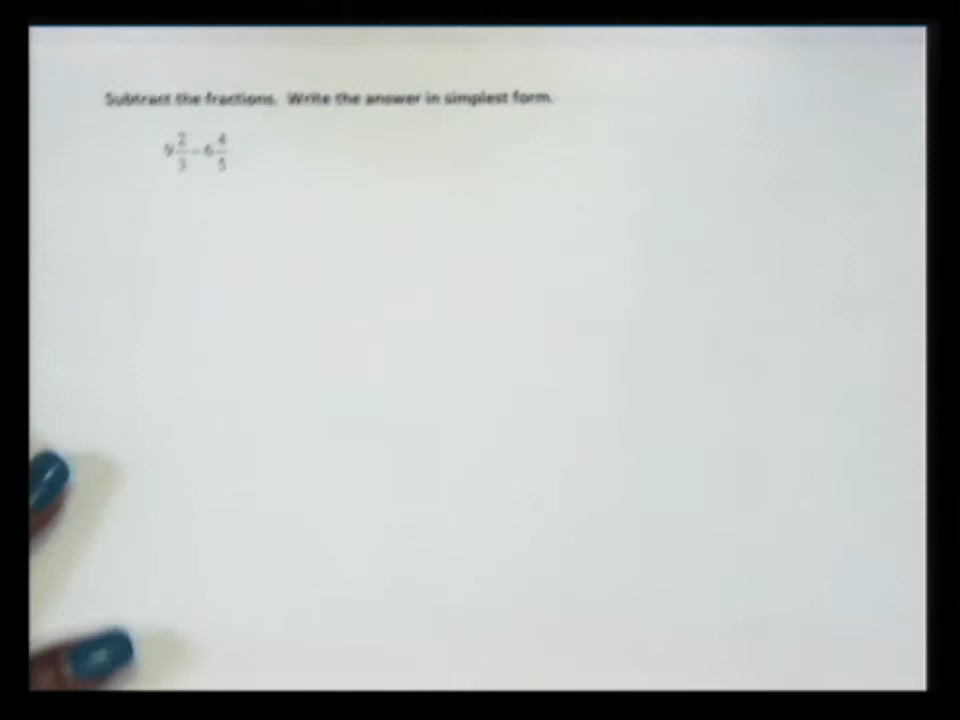 Subtract the fractions. Write the answer in simplest form.
9 2/3 - 6 4/5